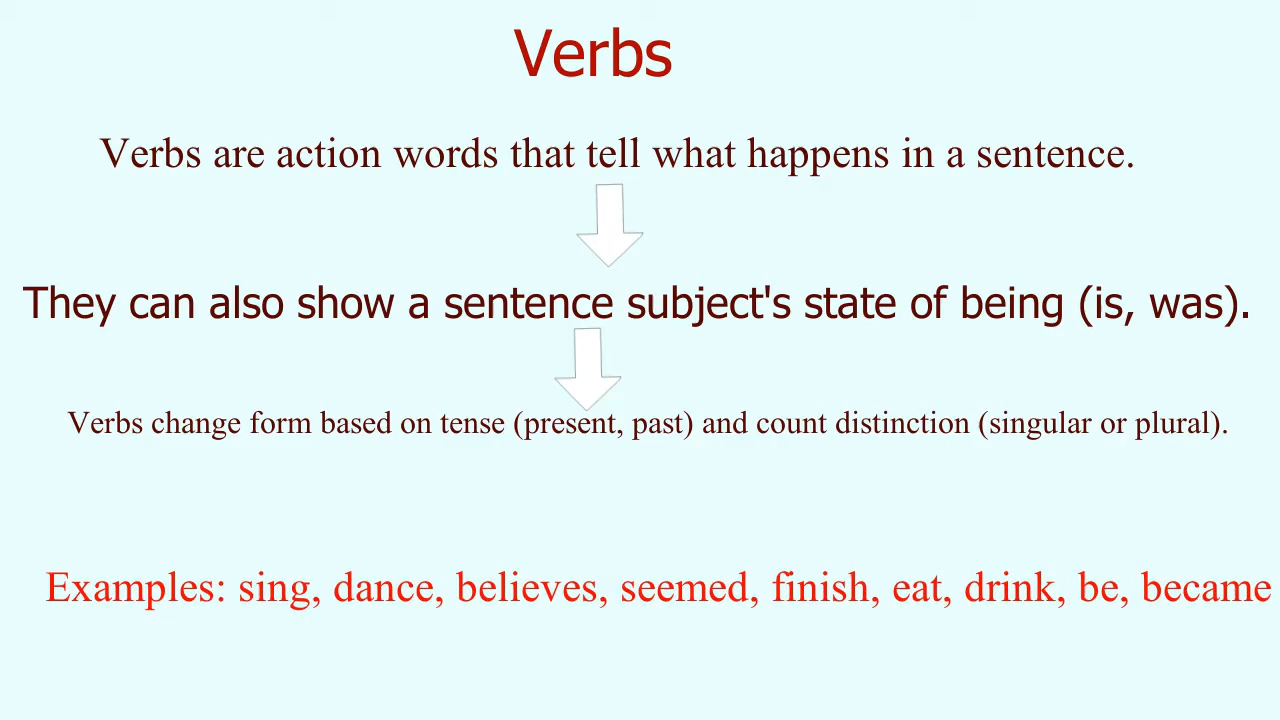 Verbs
Verbs are action words that tell what happens in a sentence.
They can also show a sentence subject's state of being (is, was).
Verbs change form based on tense (present, past) and count distinction (singular or plural).
Examples: sing, dance, believes, seemed, finish, eat, drink, be, became